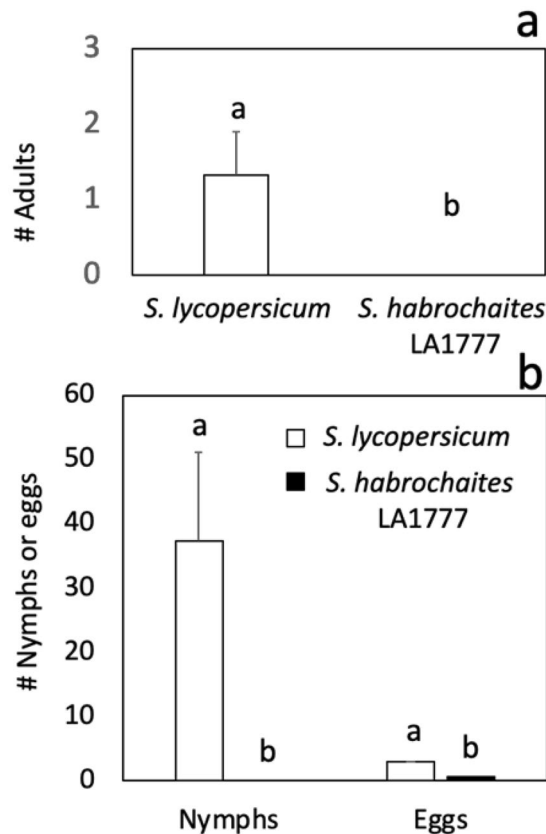 a
3
2
1
0
# Adults
a
b
S. lycopersicum
S. habrochaites
LA1777
b
60
50
40
30
20
10
0
# Nymphs or eggs
S. lycopersicum
S. habrochaites
LA1777
a
b
a
b
Nymphs
Eggs